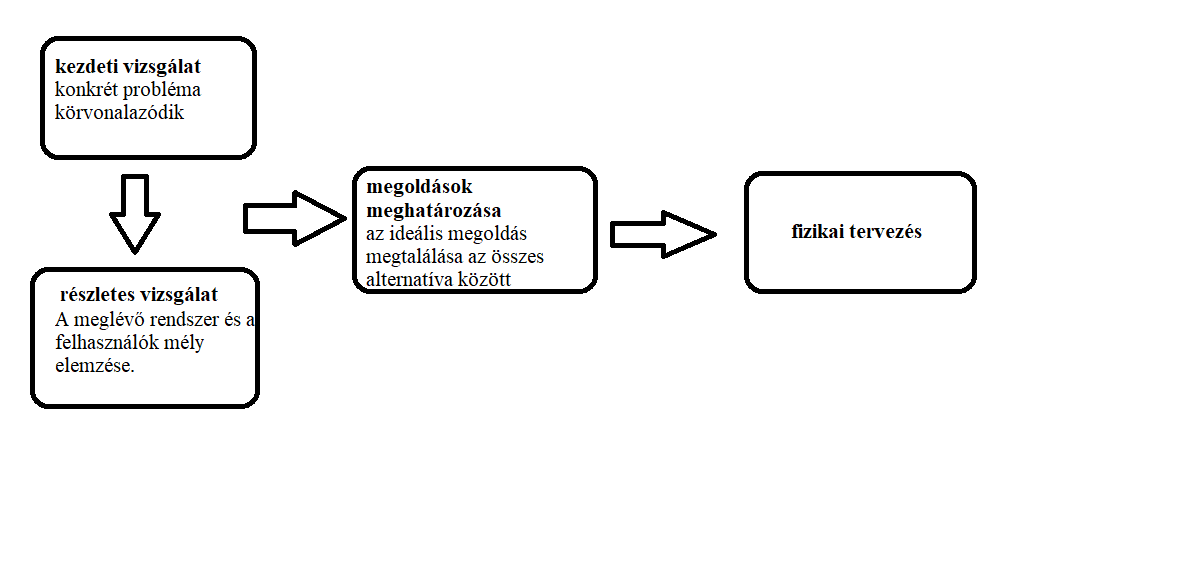 kezdeti vizsgálat
konkrét probléma
körvonalazódik
részletes vizsgálat
A meglévő rendszer és a
felhasználók mély
elemzése.
megoldások
meghatározása
az ideális megoldás
megtalálása az összes
alternatíva között
fizikai tervezés